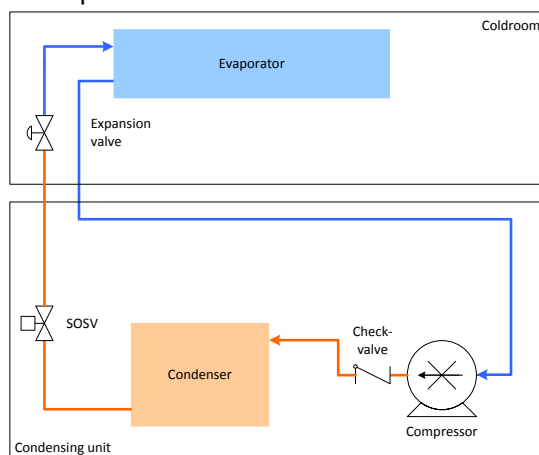 Coldroom
Evaporator
Expansion
valve
SOSV
Check-
valve
Condenser
Compressor
Condensing unit